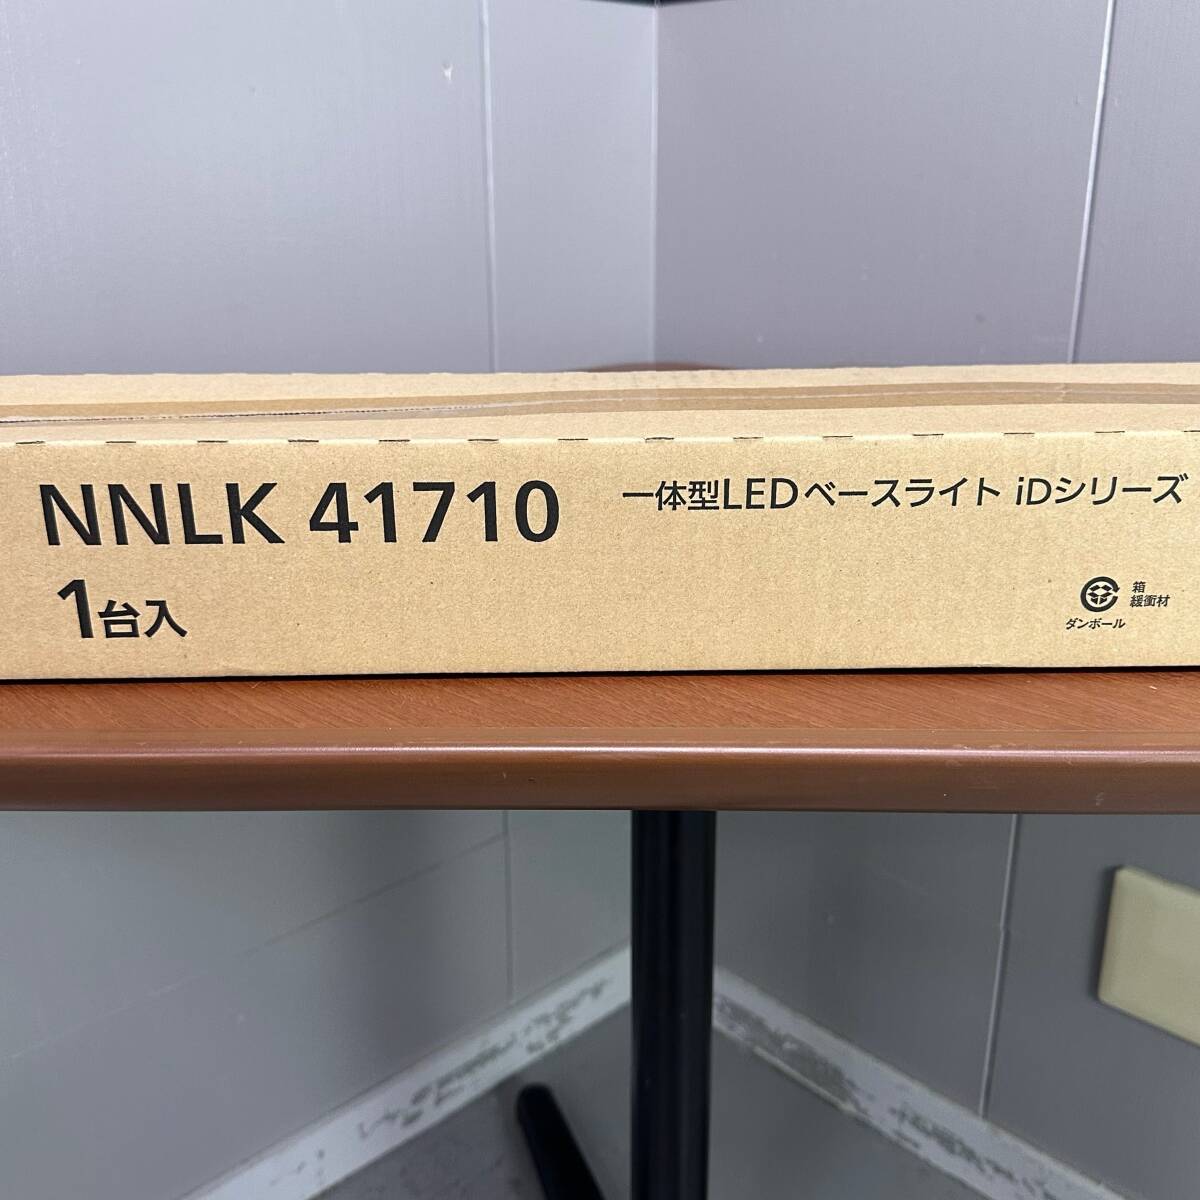 NNLK 41710
一体型LEDベースライト iDシリーズ
1台入
箱
緩衝材
ダンボール